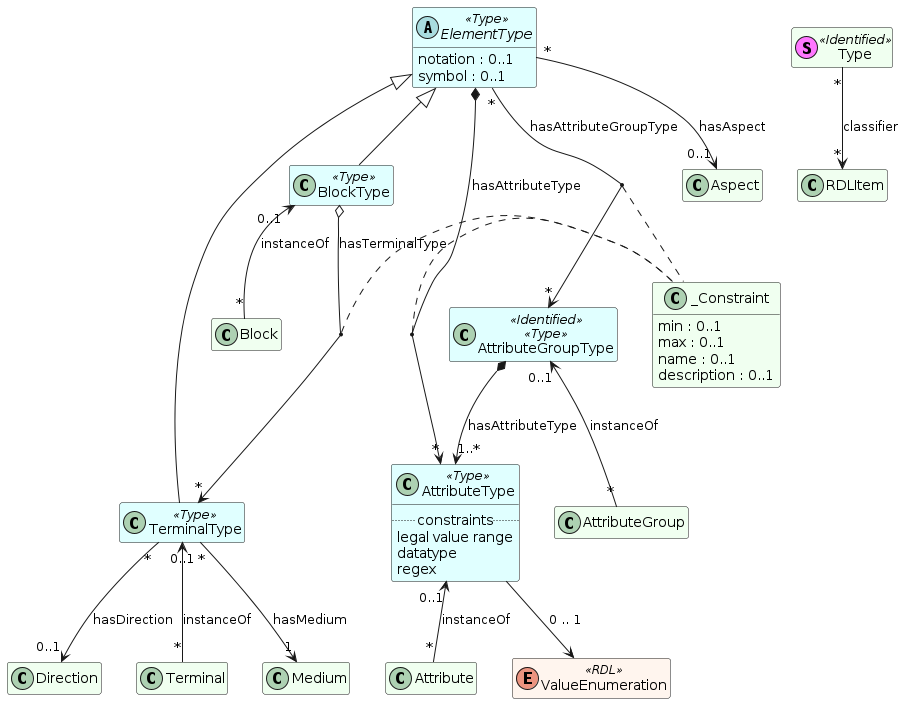 A
«Type»
ElementType
notation : 0..1
symbol : 0..1
S
«Identified»
Type
*
*
hasAttributeGroupType
hasAspect
*
classifier
0..1
*
C
Aspect
C
RDLItem
C
«Type»
BlockType
hasAttributeType
0..1
instanceOf
hasTerminalType
*
C
Block
*
C
_Constraint
min : 0..1
max : 0..1
name : 0..1
description : 0..1
C
«Identified»
«Type»
AttributeGroupType
0..1
hasAttributeType
instanceOf
*
1..*
*
*
C
«Type»
AttributeType
constraints
legal value range
datatype
regex
C
AttributeGroup
C
«Type»
TerminalType
*
0..1
*
hasDirection
instanceOf
hasMedium
0..1
*
1
0..1
instanceOf
*
0 .. 1
C
Direction
C
Terminal
C
Medium
C
Attribute
E
«RDL»
ValueEnumeration